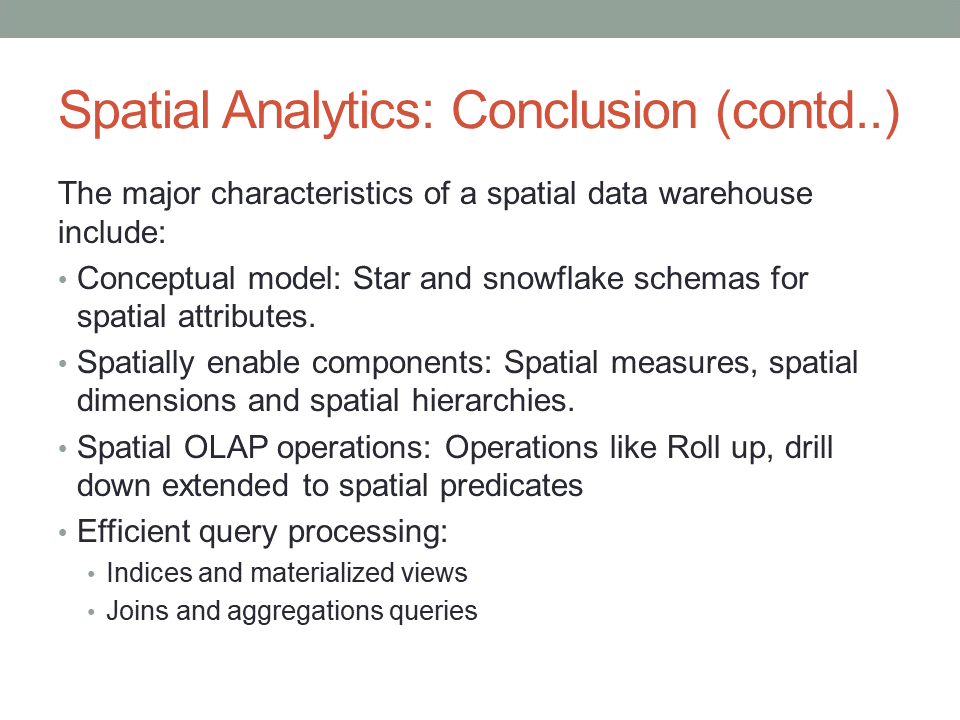 Spatial Analytics: Conclusion (contd..)
The major characteristics of a spatial data warehouse
include:
• Conceptual model: Star and snowflake schemas for
spatial attributes.
• Spatially enable components: Spatial measures, spatial
dimensions and spatial hierarchies.
• Spatial OLAP operations: Operations like Roll up, drill
down extended to spatial predicates
• Efficient query processing:
• Indices and materialized views
• Joins and aggregations queries